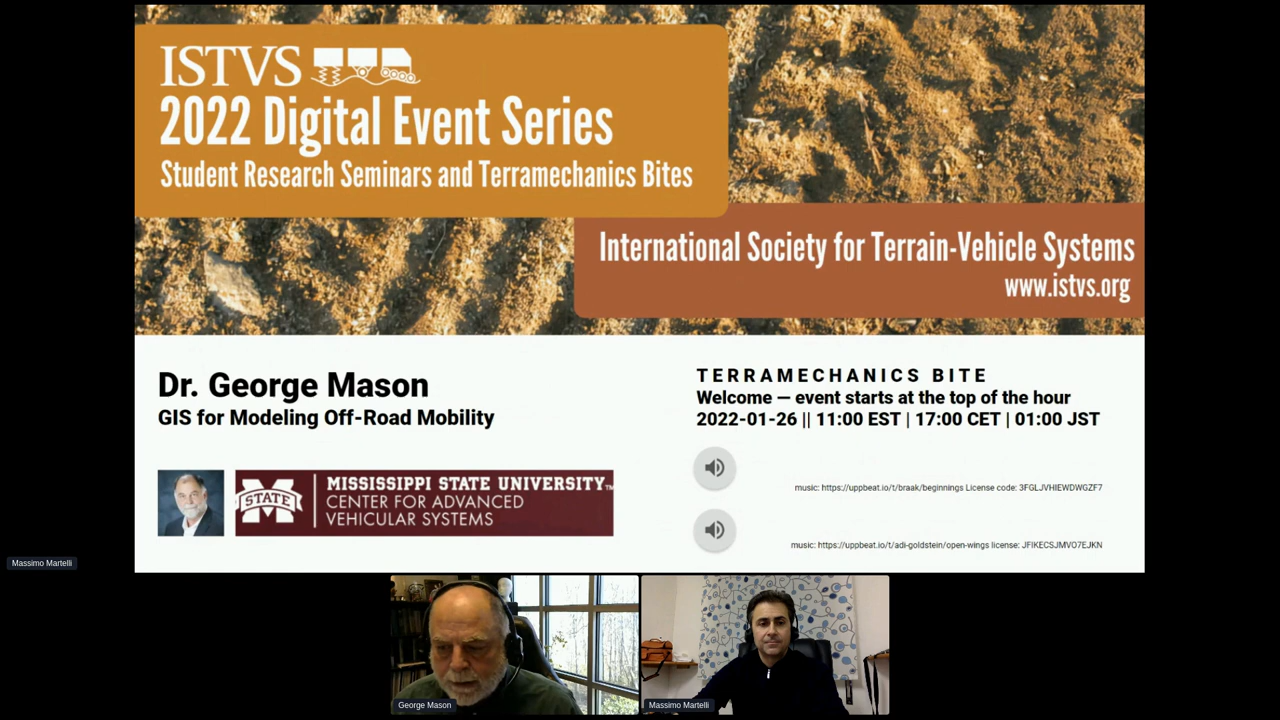 ISTVS
2022 Digital Event Series
Student Research Seminars and Terramechanics Bites
International Society for Terrain-Vehicle Systems
www.istvs.org
Dr. George Mason
GIS for Modeling Off-Road Mobility
STATE
MISSISSIPPI STATE UNIVERSITY™
CENTER FOR ADVANCED
VEHICULAR SYSTEMS
TERRAMECHANICS BITE
Welcome — event starts at the top of the hour
2022-01-26 || 11:00 EST | 17:00 CET | 01:00 JST
music: https://uppbeat.io/t/braak/beginnings License code: 3FGLJVHIEWDWGZF7
music: https://uppbeat.io/t/adi-goldstein/open-wings license: JFIKECSJMVO7EJKN
Massimo Martelli
George Mason
Massimo Martelli